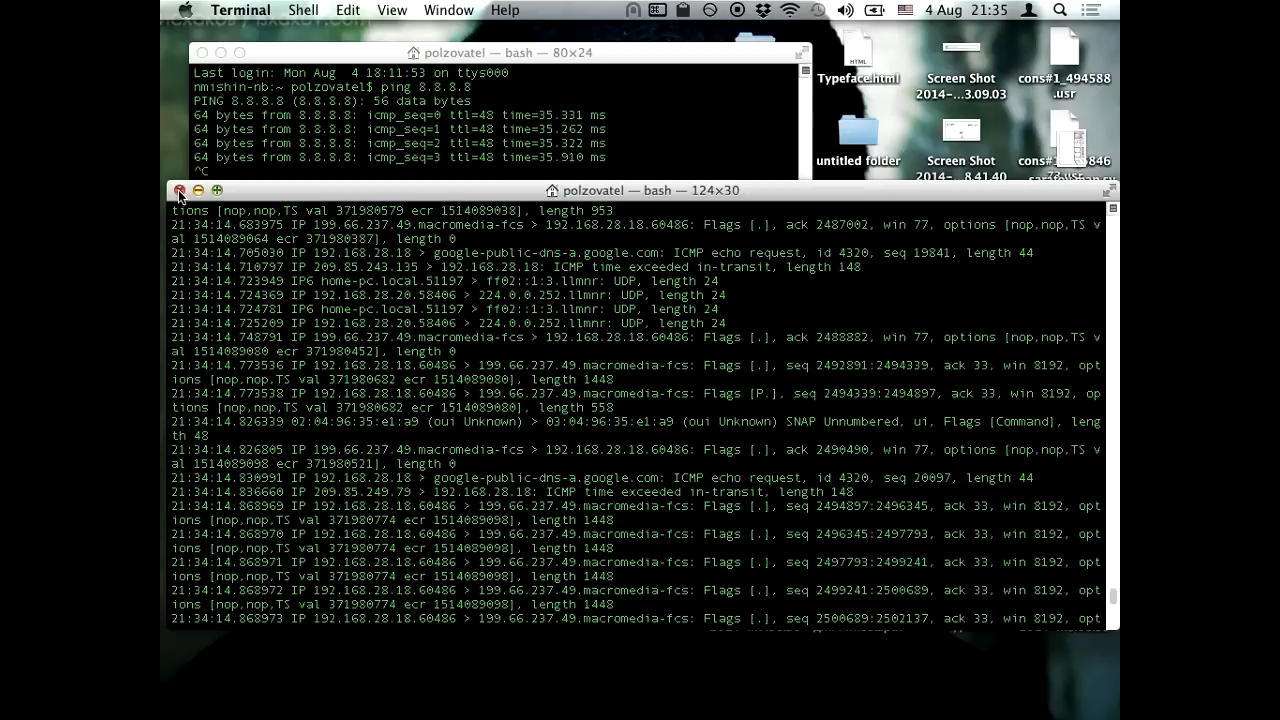 Terminal Shell Edit View Window Help 4 Aug 21:35
polzovatel — bash — 80×24
Last login: Mon Aug  4 18:11:53 on ttys000
nmishin-nb:~ polzovatel$ ping 8.8.8.8
PING 8.8.8.8 (8.8.8.8): 56 data bytes
64 bytes from 8.8.8.8: icmp_seq=0 ttl=48 time=35.331 ms
64 bytes from 8.8.8.8: icmp_seq=1 ttl=48 time=35.262 ms
64 bytes from 8.8.8.8: icmp_seq=2 ttl=48 time=35.322 ms
64 bytes from 8.8.8.8: icmp_seq=3 ttl=48 time=35.910 ms
^C
HTML
Typeface.html
Screen Shot
2014-...3.09.03
cons#1_494588
.usr
untitled folder
Screen Shot
2014-...8.41.40
polzovatel — bash — 124×30
tions [nop,nop,TS val 371980579 ecr 1514089038], length 953
21:34:14.683975 IP 199.66.237.49.macromedia-fcs > 192.168.28.18.60486: Flags [.], ack 2487002, win 77, options [nop,nop,TS v
al 1514089064 ecr 371980387], length 0
21:34:14.705030 IP 192.168.28.18 > google-public-dns-a.google.com: ICMP echo request, id 4320, seq 19841, length 44
21:34:14.710797 IP 209.85.243.135 > 192.168.28.18: ICMP time exceeded in-transit, length 148
21:34:14.723949 IP6 home-pc.local.51197 > ff02::1:3.llmnr: UDP, length 24
21:34:14.724369 IP 192.168.28.20.58406 > 224.0.0.252.llmnr: UDP, length 24
21:34:14.724781 IP6 home-pc.local.51197 > ff02::1:3.llmnr: UDP, length 24
21:34:14.725209 IP 192.168.28.20.58406 > 224.0.0.252.llmnr: UDP, length 24
21:34:14.748791 IP 199.66.237.49.macromedia-fcs > 192.168.28.18.60486: Flags [.], ack 2488882, win 77, options [nop,nop,TS v
al 1514089080 ecr 371980452], length 0
21:34:14.773536 IP 192.168.28.18.60486 > 199.66.237.49.macromedia-fcs: Flags [.], seq 2492891:2494339, ack 33, win 8192, opt
ions [nop,nop,TS val 371980682 ecr 1514089080], length 1448
21:34:14.773538 IP 192.168.28.18.60486 > 199.66.237.49.macromedia-fcs: Flags [P.], seq 2494339:2494897, ack 33, win 8192, op
tions [nop,nop,TS val 371980682 ecr 1514089080], length 558
21:34:14.826339 02:04:96:35:e1:a9 (oui Unknown) > 03:04:96:35:e1:a9 (oui Unknown) SNAP Unnumbered, ui, Flags [Command], leng
th 48
21:34:14.826805 IP 199.66.237.49.macromedia-fcs > 192.168.28.18.60486: Flags [.], ack 2490490, win 77, options [nop,nop,TS v
al 1514089098 ecr 371980521], length 0
21:34:14.830991 IP 192.168.28.18 > google-public-dns-a.google.com: ICMP echo request, id 4320, seq 20097, length 44
21:34:14.836660 IP 209.85.249.79 > 192.168.28.18: ICMP time exceeded in-transit, length 148
21:34:14.868969 IP 192.168.28.18.60486 > 199.66.237.49.macromedia-fcs: Flags [.], seq 2494897:2496345, ack 33, win 8192, opt
ions [nop,nop,TS val 371980774 ecr 1514089098], length 1448
21:34:14.868970 IP 192.168.28.18.60486 > 199.66.237.49.macromedia-fcs: Flags [.], seq 2496345:2497793, ack 33, win 8192, opt
ions [nop,nop,TS val 371980774 ecr 1514089098], length 1448
21:34:14.868971 IP 192.168.28.18.60486 > 199.66.237.49.macromedia-fcs: Flags [.], seq 2497793:2499241, ack 33, win 8192, opt
ions [nop,nop,TS val 371980774 ecr 1514089098], length 1448
21:34:14.868972 IP 192.168.28.18.60486 > 199.66.237.49.macromedia-fcs: Flags [.], seq 2499241:2500689, ack 33, win 8192, opt
ions [nop,nop,TS val 371980774 ecr 1514089098], length 1448
21:34:14.868973 IP 192.168.28.18.60486 > 199.66.237.49.macromedia-fcs: Flags [.], seq 2500689:2502137, ack 33, win 8192, opt